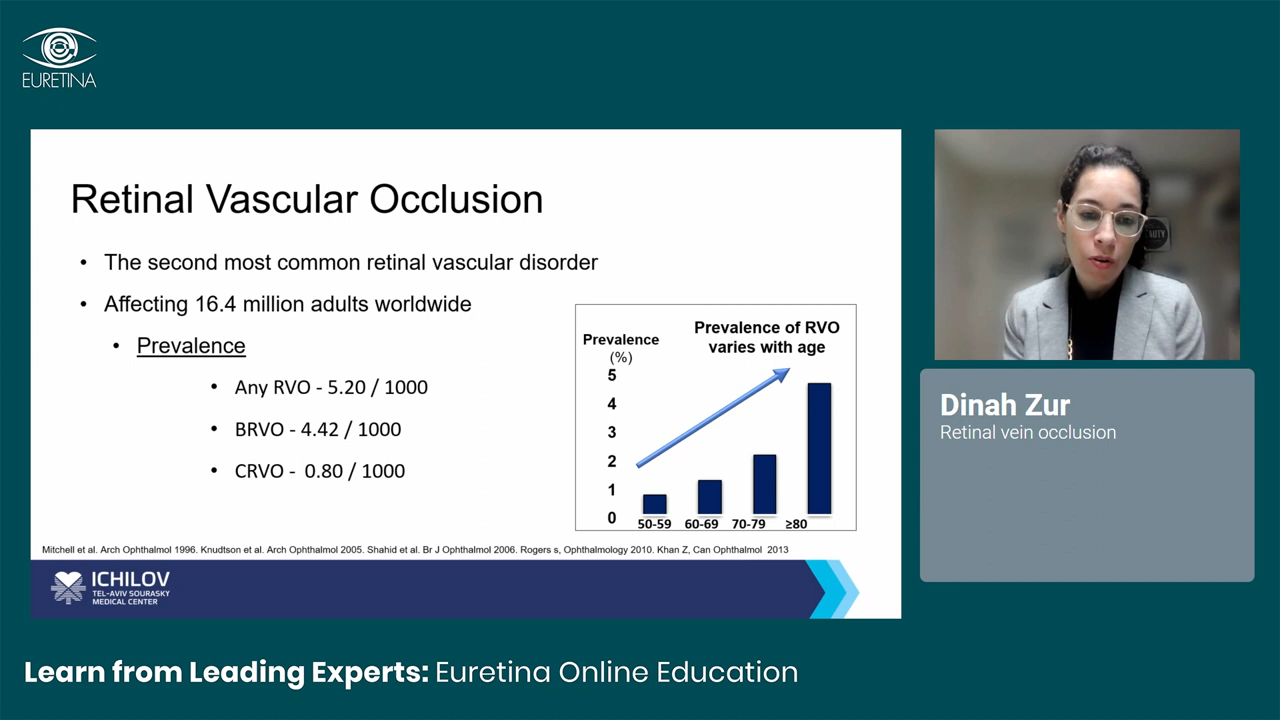 EURETINA
Retinal Vascular Occlusion
• The second most common retinal vascular disorder
• Affecting 16.4 million adults worldwide
• Prevalence
• Any RVO - 5.20 / 1000
• BRVO - 4.42 / 1000
• CRVO - 0.80 / 1000
Prevalence
(%)
Prevalence of RVO
varies with age
5
4
3
2
1
0
50-59 60-69 70-79 ≥80
Mitchell et al. Arch Ophthalmol 1996. Knudtson et al. Arch Ophthalmol 2005. Shahid et al. Br J Ophthalmol 2006. Rogers s, Ophthalmology 2010. Khan Z, Can Ophthalmol 2013
ICHILOV
TEL-AVIV SOURASKY
MEDICAL CENTER
AUTY
Dinah Zur
Retinal vein occlusion
Learn from Leading Experts: Euretina Online Education